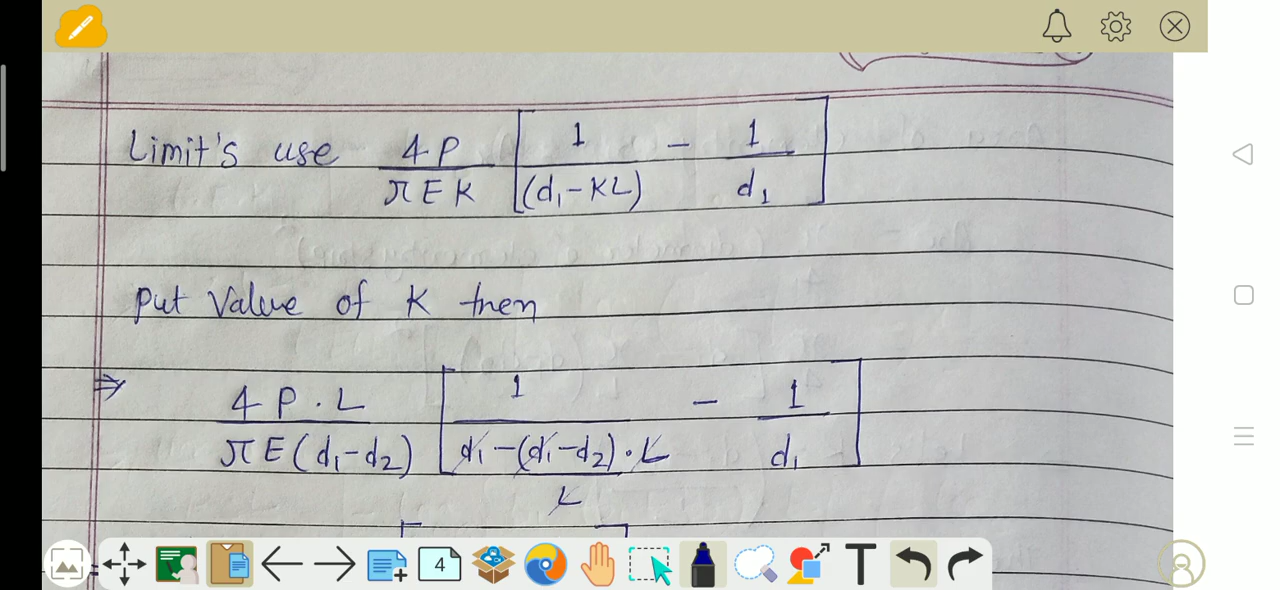 Limit's use 4P/πEK [1/(d₁-KL) - 1/d₁]
Put Value of K then
⇒ 4P.L/πE(d₁-d₂) [1/(d₁-(d₁-d₂).L/L) - 1/d₁]
4
T